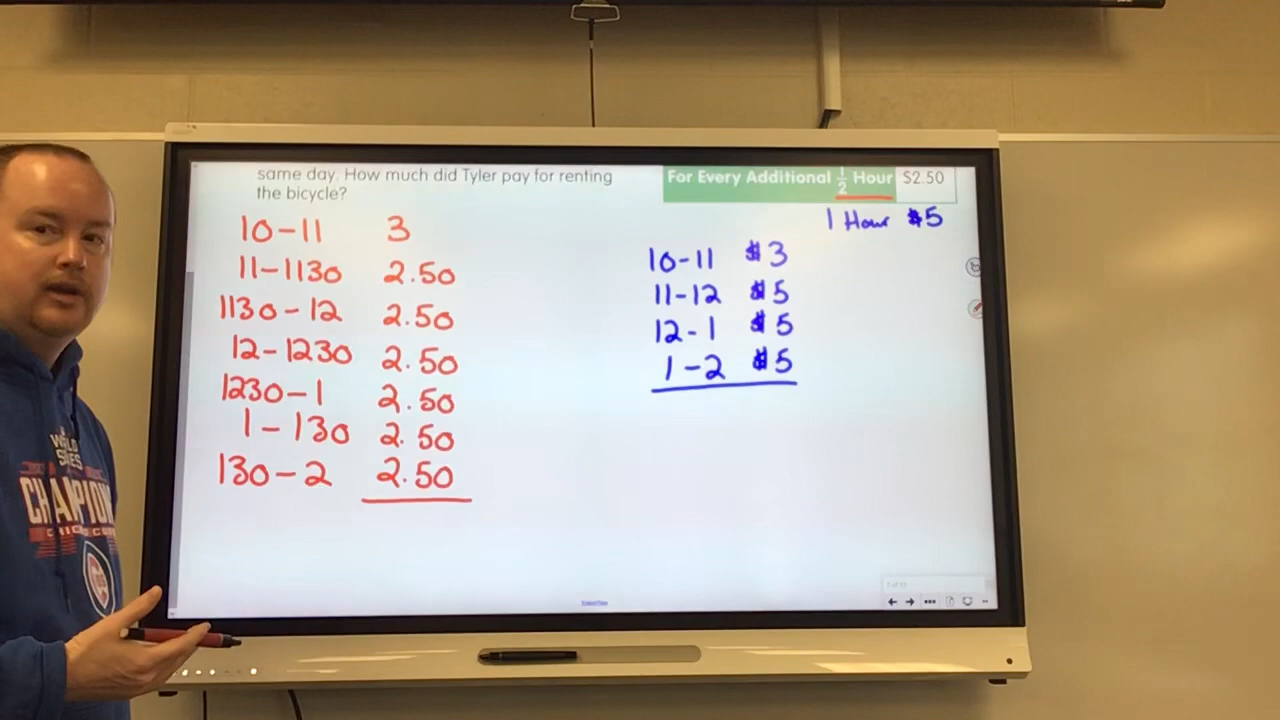 same day. How much did Tyler pay for renting
the bicycle?
For Every Additional 1/2 Hour $2.50
1 Hour $5
10-11 3
11-1130 2.50
1130-12 2.50
12-1230 2.50
1230-1 2.50
1-130 2.50
130-2 2.50
10-11 $3
11-12 $5
12-1 $5
1-2 $5
WORLD
SERIES
CHAMPION